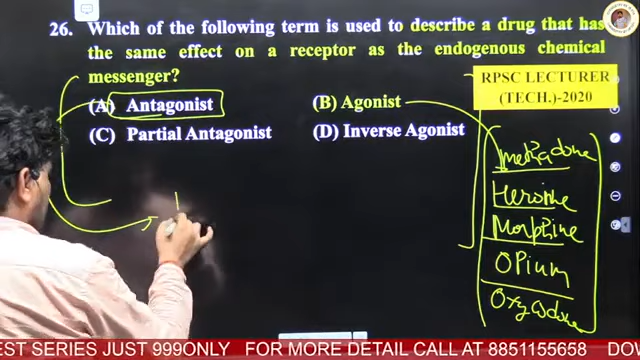 26. Which of the following term is used to describe a drug that has
the same effect on a receptor as the endogenous chemical
messenger?
RPSC LECTURER
(TECH.)-2020
(A) Antagonist (B) Agonist
(C) Partial Antagonist (D) Inverse Agonist
methadone
Heroine
Morphine
Opium
Oxycodone
EST SERIES JUST 999ONLY FOR MORE DETAIL CALL AT 8851155658 DO